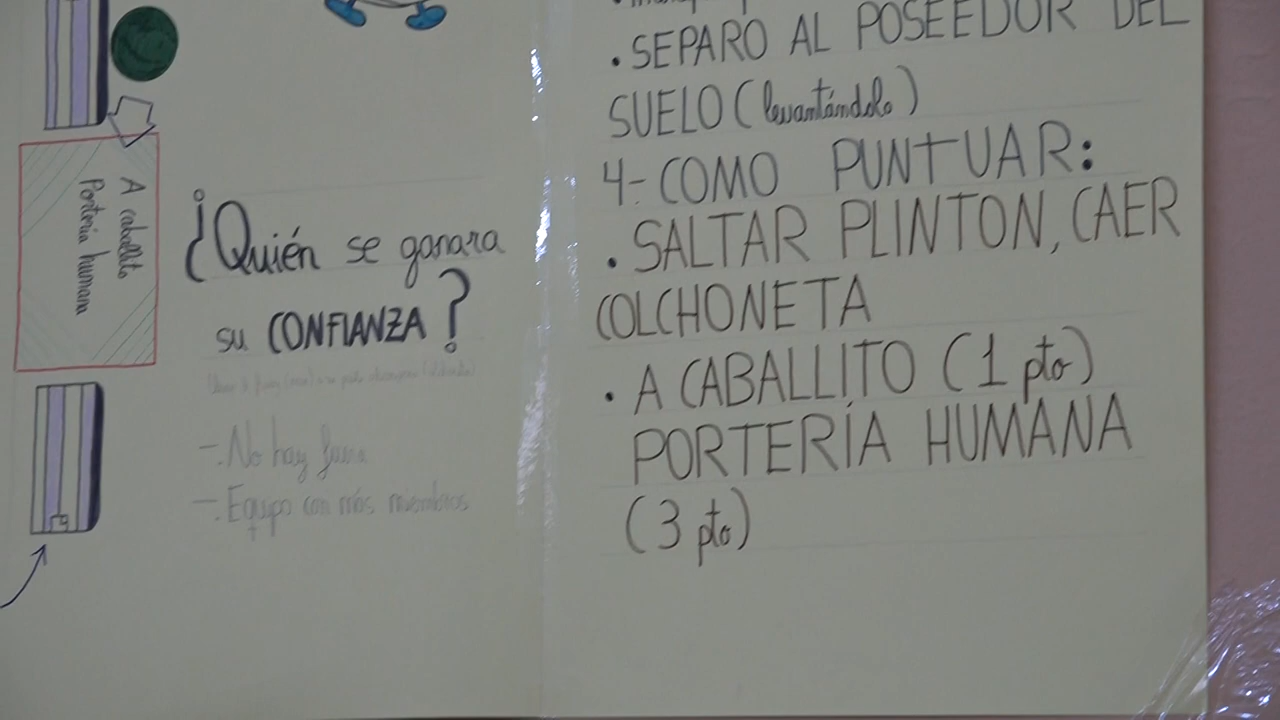 A caballito
Portería humana
¿Quién se ganara
su CONFIANZA?
- No hay
- Equipo con más miembros
. SEPARO AL POSEEDOR DEL
SUELO (levantándolo)
4- COMO PUNTUAR:
. SALTAR PLINTON, CAER
COLCHONETA
. A CABALLITO (1 pto)
PORTERÍA HUMANA
(3 pto)